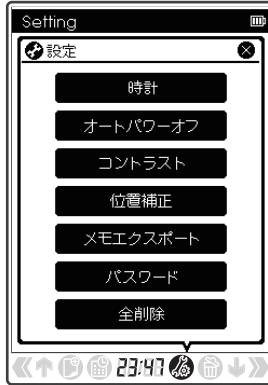 Setting
設定
時計
オートパワーオフ
コントラスト
位置補正
メモエクスポート
パスワード
全削除
23:47